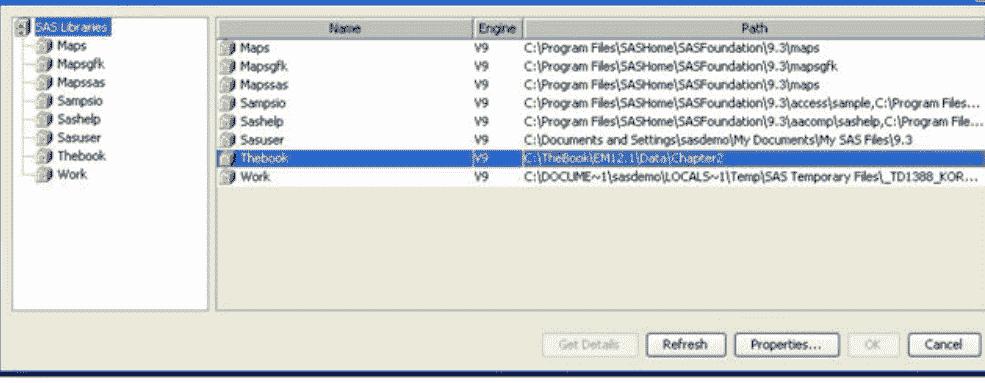 SAS Libraries
Maps
Mapsgfk
Mapssas
Sampsio
Sashelp
Sasuser
Thebook
Work
Name Engine Path
Maps V9 C:\Program Files\SASHome\SASFoundation\9.3\maps
Mapsgfk V9 C:\Program Files\SASHome\SASFoundation\9.3\mapsgfk
Mapssas V9 C:\Program Files\SASHome\SASFoundation\9.3\maps
Sampsio V9 C:\Program Files\SASHome\SASFoundation\9.3\access\sample,C:\Program Files...
Sashelp V9 C:\Program Files\SASHome\SASFoundation\9.3\aacomp\sashelp,C:\Program File...
Sasuser V9 C:\Documents and Settings\sasdemo\My Documents\My SAS Files\9.3
Thebook V9 C:\TheBook\EM12.1\Data\Chapter2
Work V9 C:\DOCUME~1\sasdemo\LOCALS~1\Temp\SAS Temporary Files\_TD1388_KOR...
Get Details Refresh Properties... OK Cancel